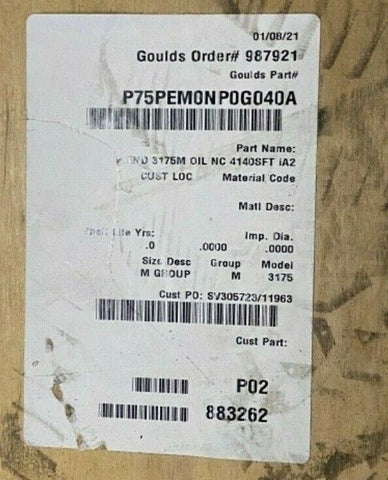 01/08/21
Goulds Order# 987921
Goulds Part#
P75PEM0NP0G040A
Part Name:
3175M OIL NC 4140SFT iA2
CUST LOC Material Code
Matl Desc:
Yrs: Imp. Dia.
.0 .0000 .0000
Size Desc Group Model
M GROUP M 3175
Cust PO: SV305723/11963
Cust Part:
P02
883262